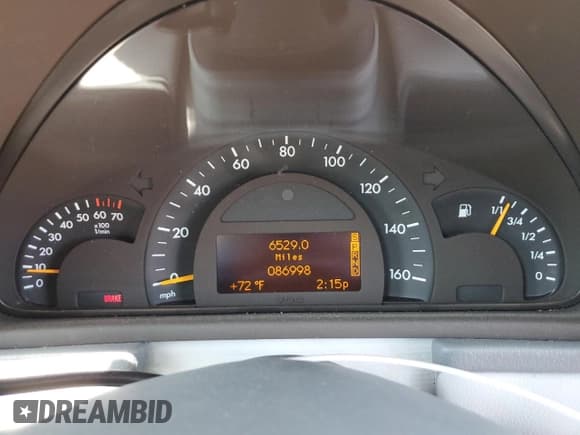 80
60
100
40
120
20
140
0
160
mph
60
50
70
40
x100
1/min
30
20
10
0
BRAKE
6529.0
Miles
086998
+72 °F
2:15p
P
R
N
D
1/1
3/4
1/2
1/4
0
DREAMBID